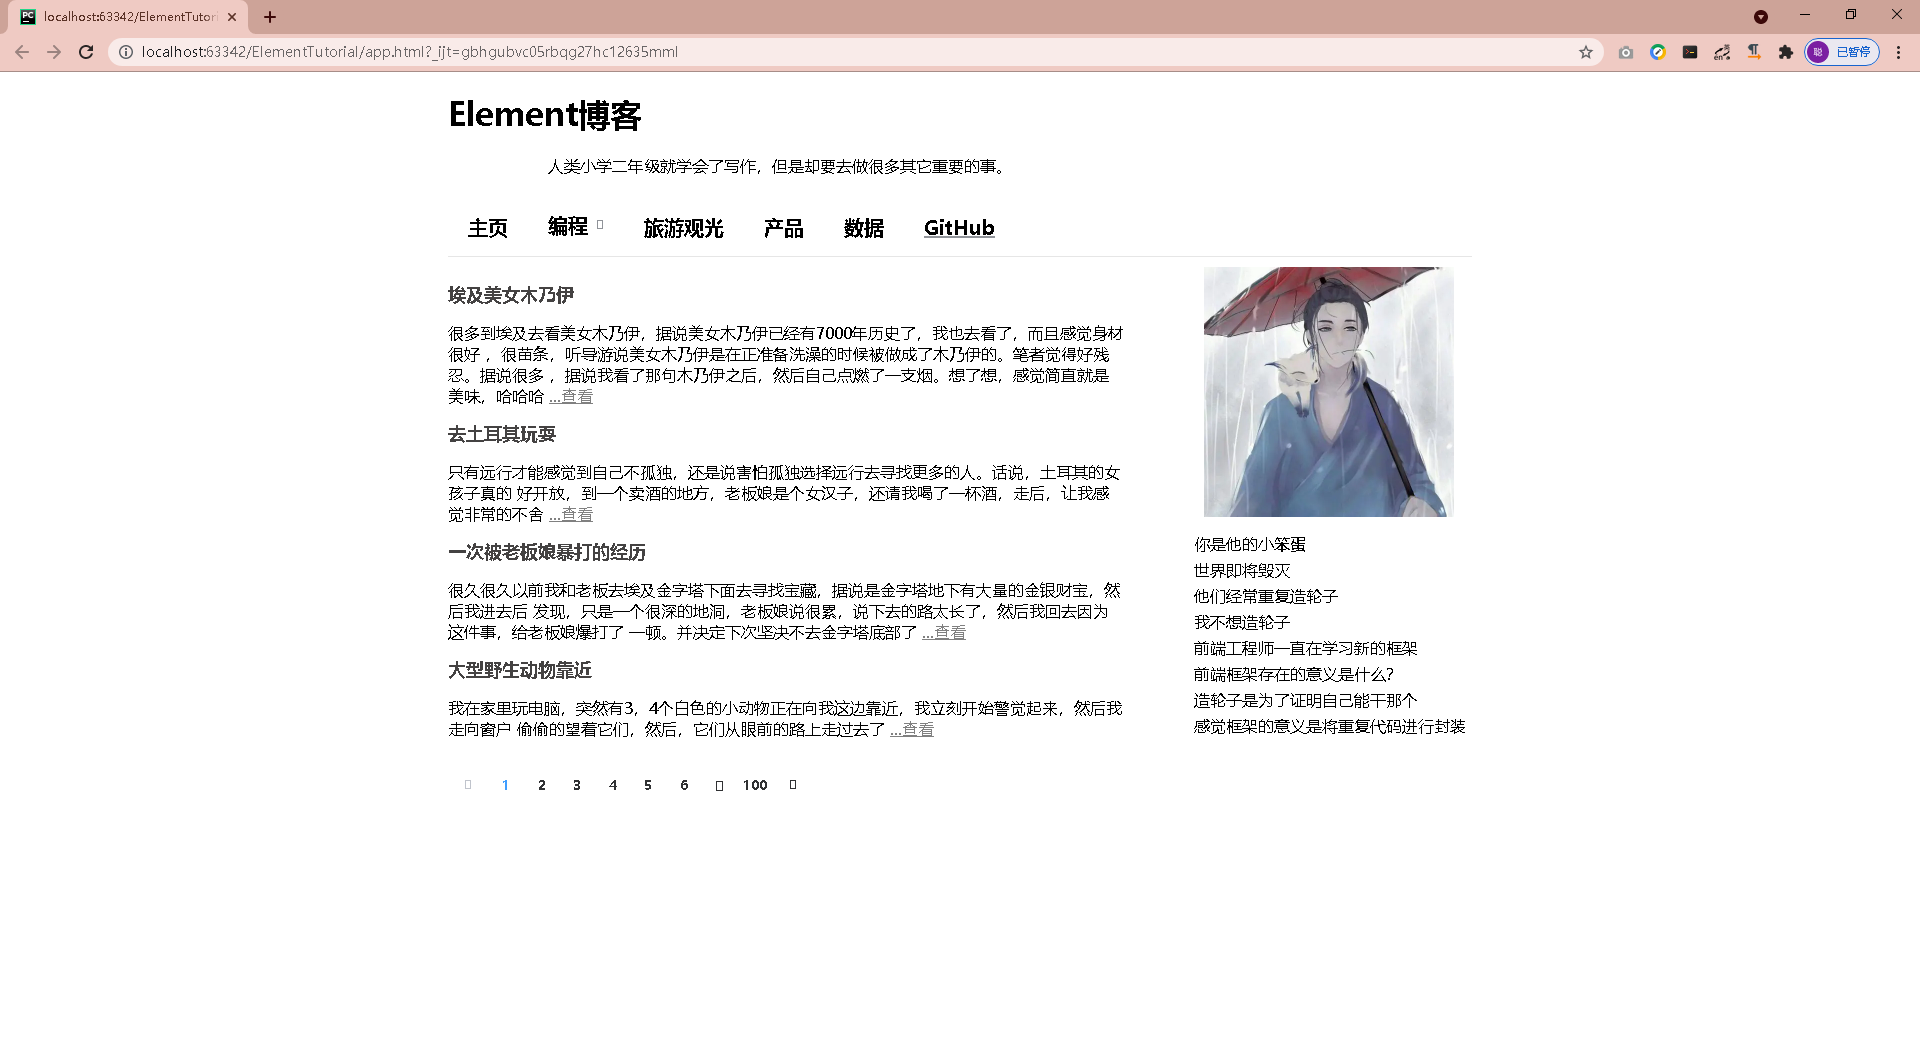 localhost:63342/ElementTutori
localhost:63342/ElementTutorial/app.html?_ijt=gbhgubvc05rbqg27hc12635mml
en
聪 已暂停
Element博客
人类小学二年级就学会了写作，但是却要去做很多其它重要的事。
主页 编程 旅游观光 产品 数据 GitHub
埃及美女木乃伊
很多到埃及去看美女木乃伊，据说美女木乃伊已经有7000年历史了，我也去看了，而且感觉身材
很好 ，很苗条，听导游说美女木乃伊是在正准备洗澡的时候被做成了木乃伊的。笔者觉得好残
忍。据说很多 ，据说我看了那句木乃伊之后，然后自己点燃了一支烟。想了想，感觉简直就是
美味，哈哈哈 ...查看
去土耳其玩耍
只有远行才能感觉到自己不孤独，还是说害怕孤独选择远行去寻找更多的人。话说，土耳其的女
孩子真的 好开放，到一个卖酒的地方，老板娘是个女汉子，还请我喝了一杯酒，走后，让我感
觉非常的不舍 ...查看
一次被老板娘暴打的经历
很久很久以前我和老板去埃及金字塔下面去寻找宝藏，据说是金字塔地下有大量的金银财宝，然
后我进去后 发现，只是一个很深的地洞，老板娘说很累，说下去的路太长了，然后我回去因为
这件事，给老板娘爆打了 一顿。并决定下次坚决不去金字塔底部了 ...查看
大型野生动物靠近
我在家里玩电脑，突然有3，4个白色的小动物正在向我这边靠近，我立刻开始警觉起来，然后我
走向窗户 偷偷的望着它们，然后，它们从眼前的路上走过去了 ...查看
1 2 3 4 5 6 100
你是他的小笨蛋
世界即将毁灭
他们经常重复造轮子
我不想造轮子
前端工程师一直在学习新的框架
前端框架存在的意义是什么?
造轮子是为了证明自己能干那个
感觉框架的意义是将重复代码进行封装